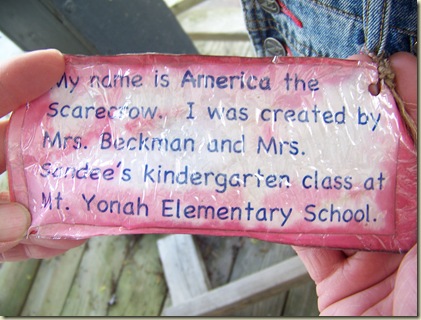 My name is America the
Scarecrow. I was created by
Mrs. Beckman and Mrs.
Sandee's kindergarten class at
Mt. Yonah Elementary School.